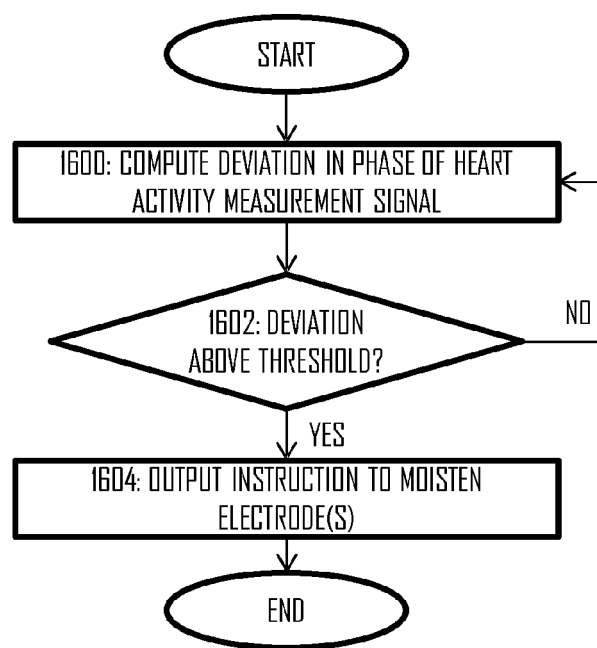 START
1600: COMPUTE DEVIATION IN PHASE OF HEART
ACTIVITY MEASUREMENT SIGNAL
1602: DEVIATION
ABOVE THRESHOLD?
NO
YES
1604: OUTPUT INSTRUCTION TO MOISTEN
ELECTRODE(S)
END